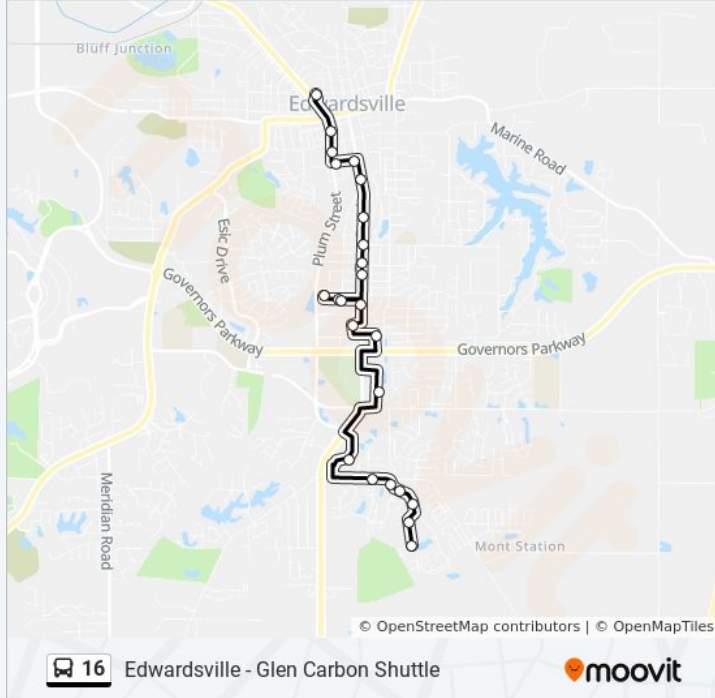 Bluff Junction
Edwardsville
Marine Road
Plum Street
Esic Drive
Governors Parkway
Governors Parkway
Meridian Road
Mont Station
© OpenStreetMap contributors | © OpenMapTiles
16 Edwardsville - Glen Carbon Shuttle
moovit